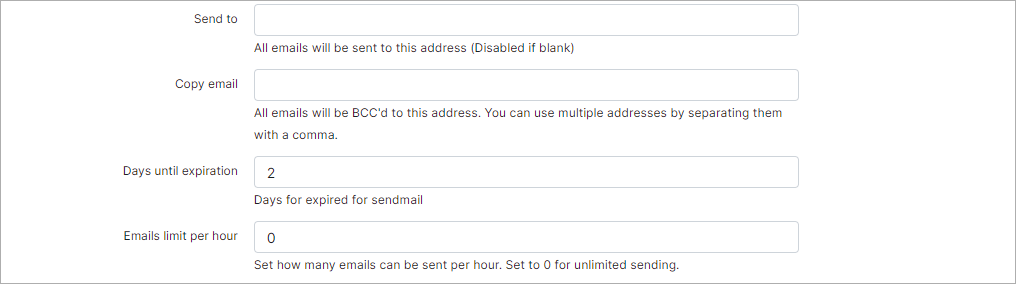 Send to
All emails will be sent to this address (Disabled if blank)
Copy email
All emails will be BCC'd to this address. You can use multiple addresses by separating them
with a comma.
Days until expiration
2
Days for expired for sendmail
Emails limit per hour
0
Set how many emails can be sent per hour. Set to 0 for unlimited sending.